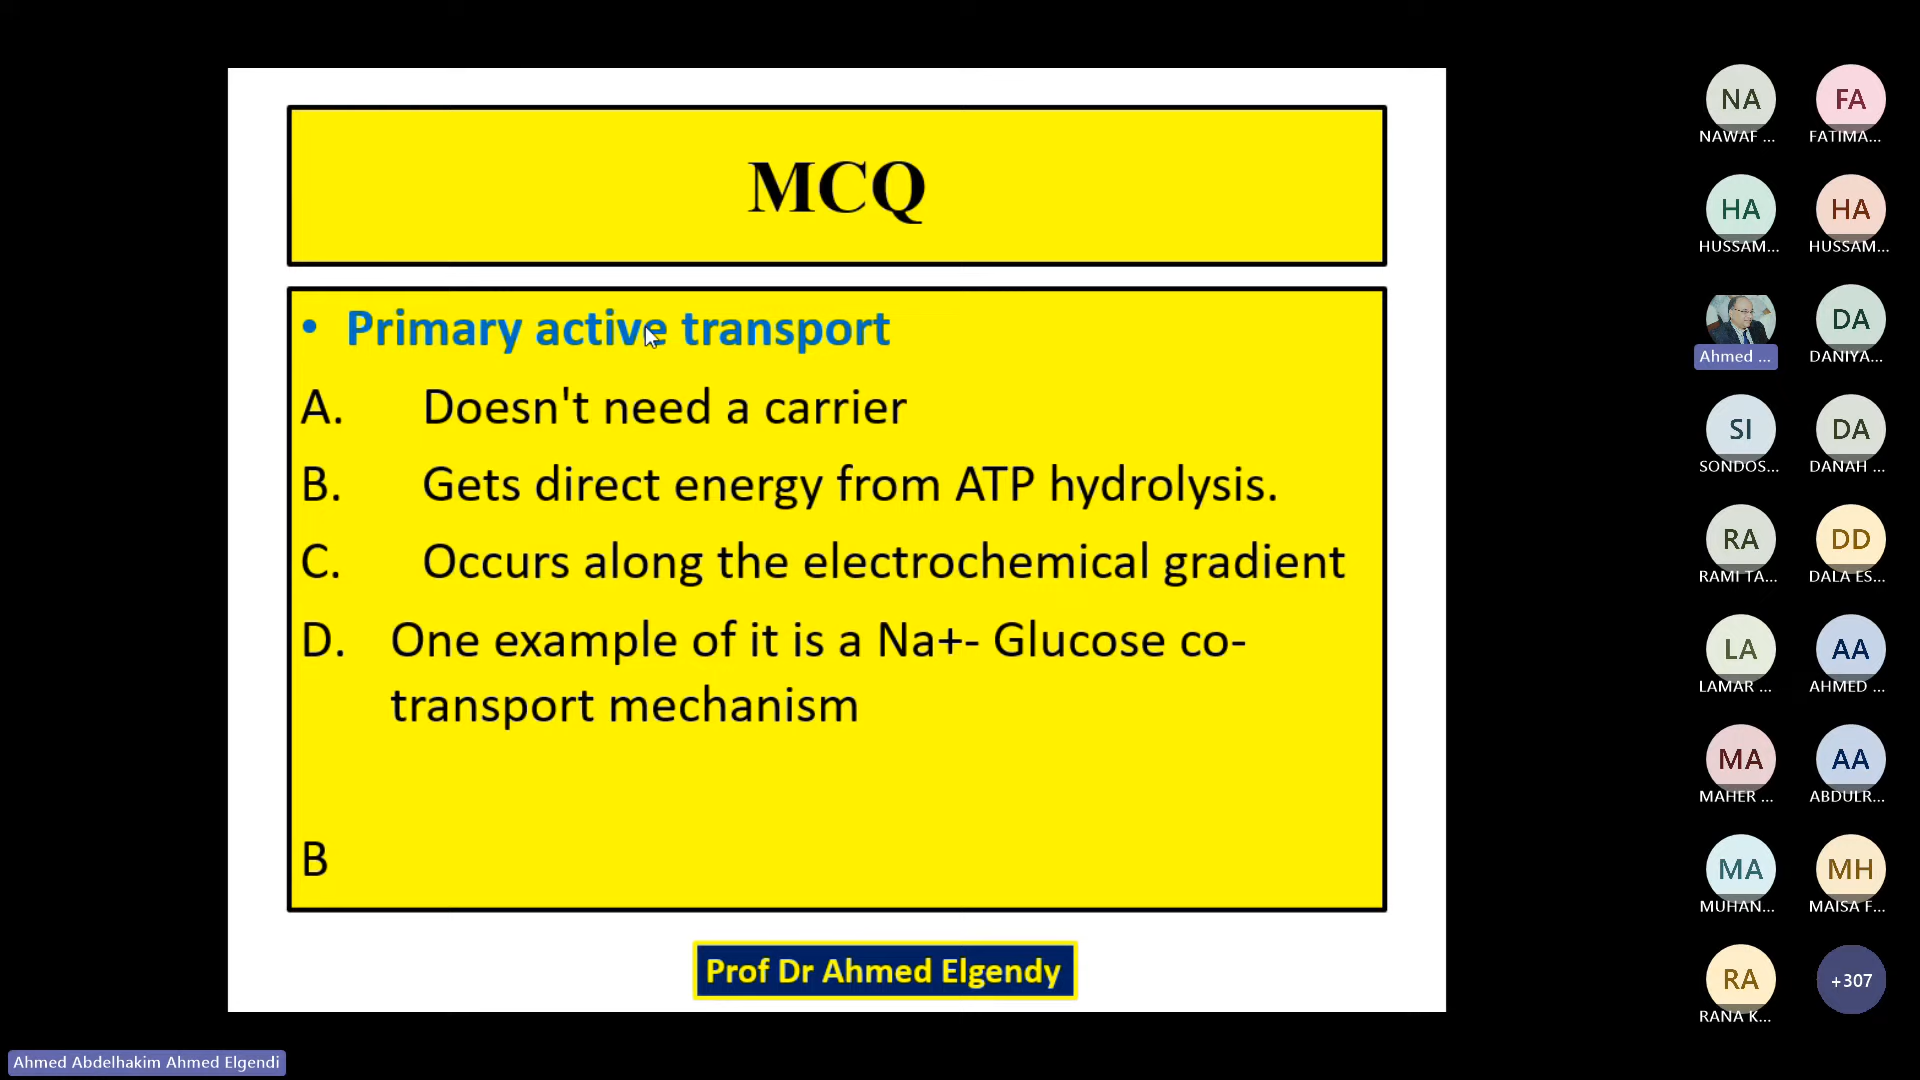 MCQ
• Primary active transport
A. Doesn't need a carrier
B. Gets direct energy from ATP hydrolysis.
C. Occurs along the electrochemical gradient
D. One example of it is a Na+- Glucose co-
transport mechanism
B
Prof Dr Ahmed Elgendy
Ahmed Abdelhakim Ahmed Elgendi
NA FA
NAWAF ... FATIMA...
HA HA
HUSSAM... HUSSAM...
DA
Ahmed ... DANIYA...
SI DA
SONDOS... DANAH ...
RA DD
RAMI TA... DALA ES...
LA AA
LAMAR ... AHMED ...
MA AA
MAHER ... ABDULR...
MA MH
MUHAN... MAISA F...
RA +307
RANA K...